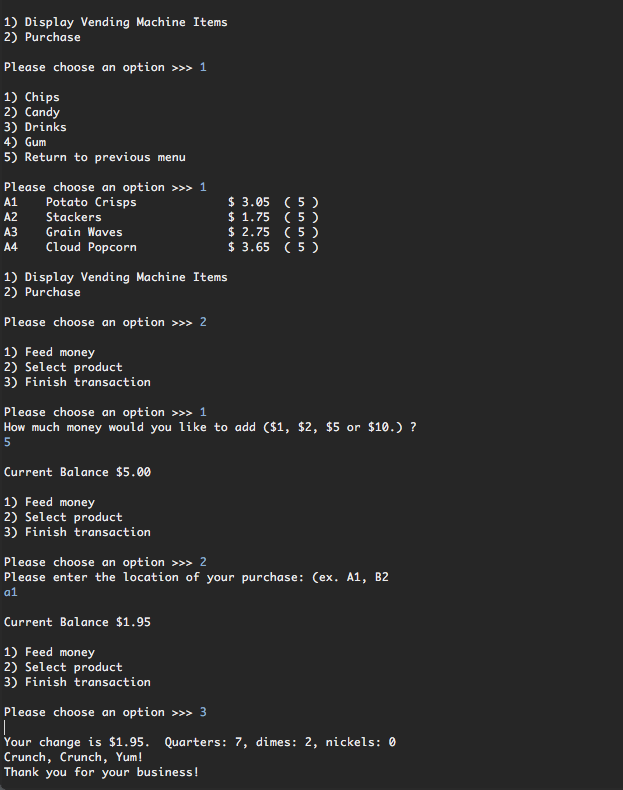 1) Display Vending Machine Items
2) Purchase
Please choose an option >>> 1
1) Chips
2) Candy
3) Drinks
4) Gum
5) Return to previous menu
Please choose an option >>> 1
A1    Potato Crisps             $ 3.05  ( 5 )
A2    Stackers                  $ 1.75  ( 5 )
A3    Grain Waves               $ 2.75  ( 5 )
A4    Cloud Popcorn             $ 3.65  ( 5 )
1) Display Vending Machine Items
2) Purchase
Please choose an option >>> 2
1) Feed money
2) Select product
3) Finish transaction
Please choose an option >>> 1
How much money would you like to add ($1, $2, $5 or $10.) ?
5
Current Balance $5.00
1) Feed money
2) Select product
3) Finish transaction
Please choose an option >>> 2
Please enter the location of your purchase: (ex. A1, B2
a1
Current Balance $1.95
1) Feed money
2) Select product
3) Finish transaction
Please choose an option >>> 3
Your change is $1.95.  Quarters: 7, dimes: 2, nickels: 0
Crunch, Crunch, Yum!
Thank you for your business!